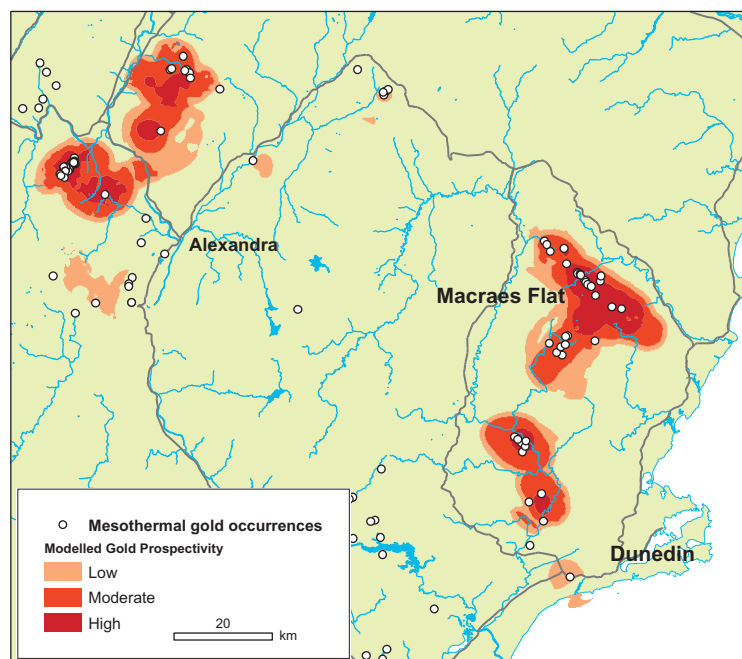 Alexandra
Macraes Flat
Dunedin
Mesothermal gold occurrences
Modelled Gold Prospectivity
Low
Moderate
High
20
km